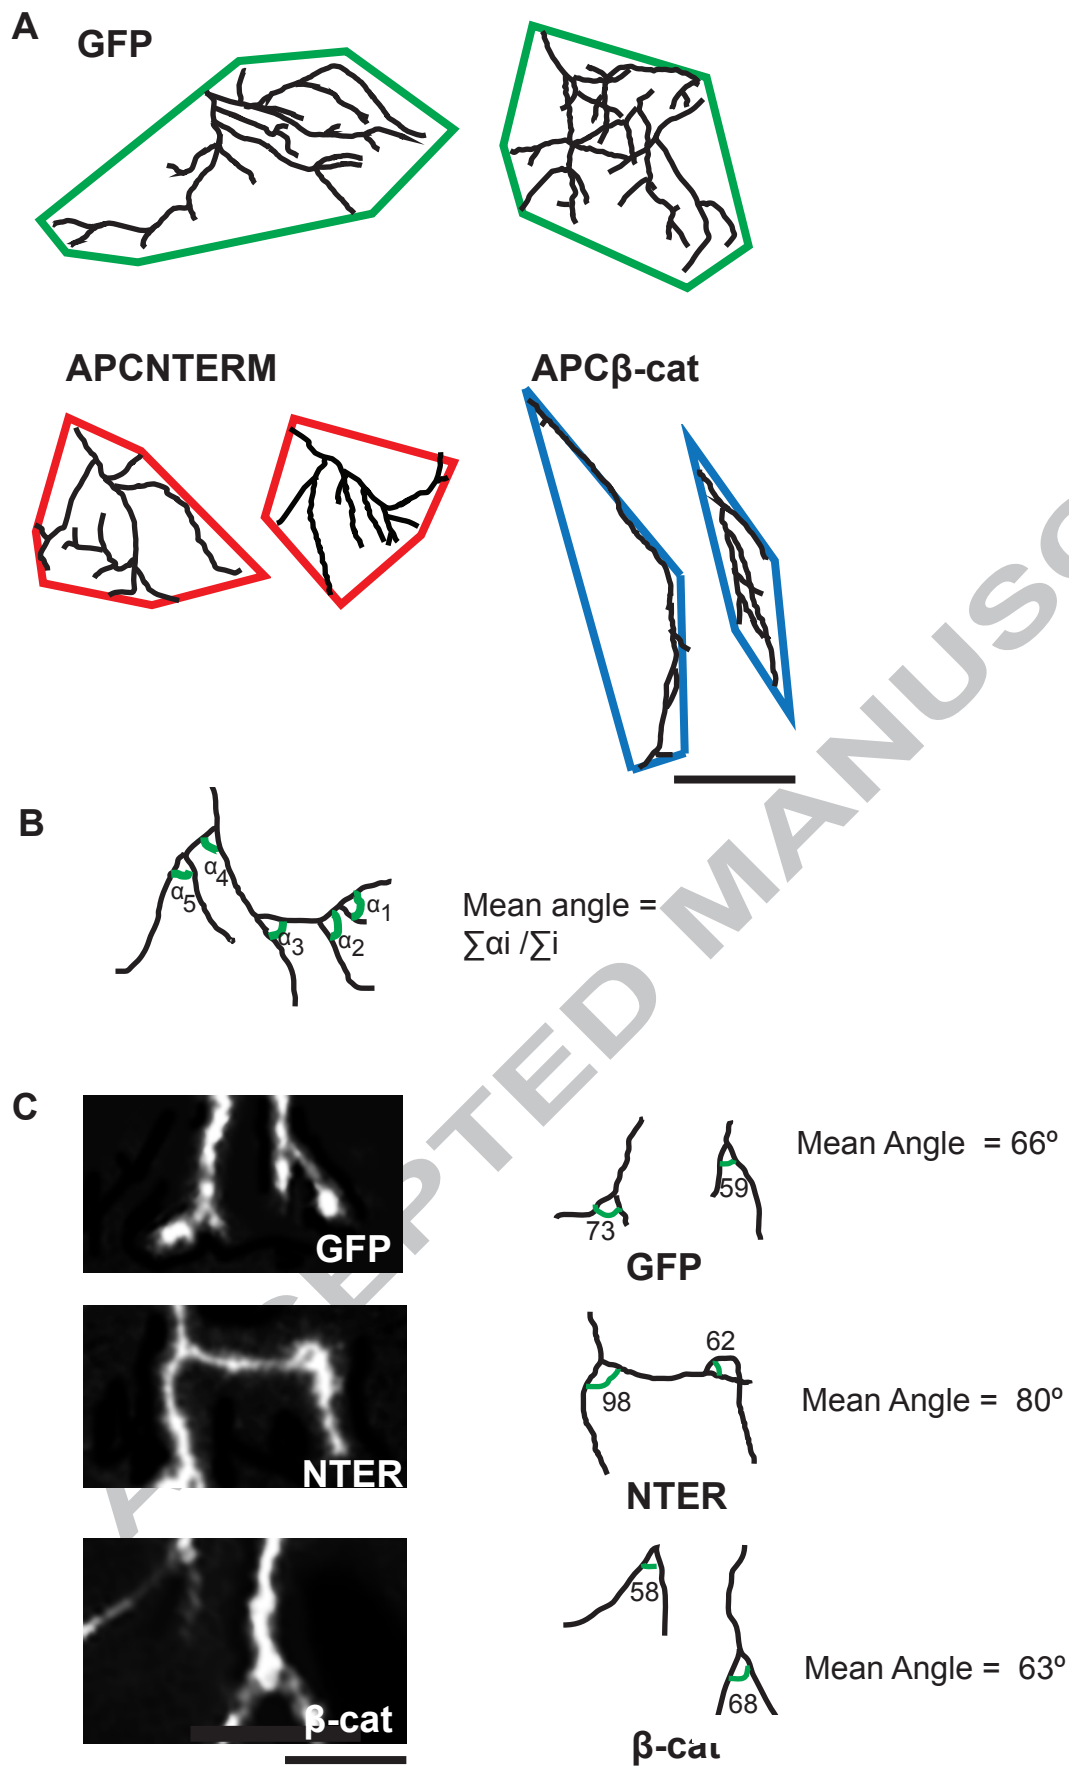 A
GFP
APCNTERM
APCβ-cat
B
α1
α2
α3
α4
α5
Mean angle =
∑αi /∑i
C
GFP
73
59
GFP
Mean Angle = 66º
NTER
98
62
NTER
Mean Angle = 80º
β-cat
58
68
β-cat
Mean Angle = 63º